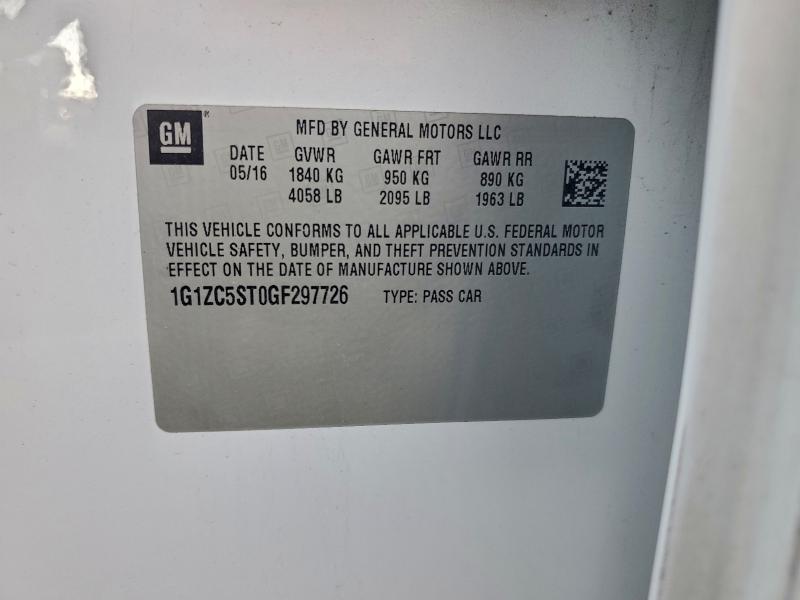 GM ®
MFD BY GENERAL MOTORS LLC
DATE GVWR GAWR FRT GAWR RR
05/16 1840 KG 950 KG 890 KG
4058 LB 2095 LB 1963 LB
THIS VEHICLE CONFORMS TO ALL APPLICABLE U.S. FEDERAL MOTOR
VEHICLE SAFETY, BUMPER, AND THEFT PREVENTION STANDARDS IN
EFFECT ON THE DATE OF MANUFACTURE SHOWN ABOVE.
1G1ZC5ST0GF297726 TYPE: PASS CAR